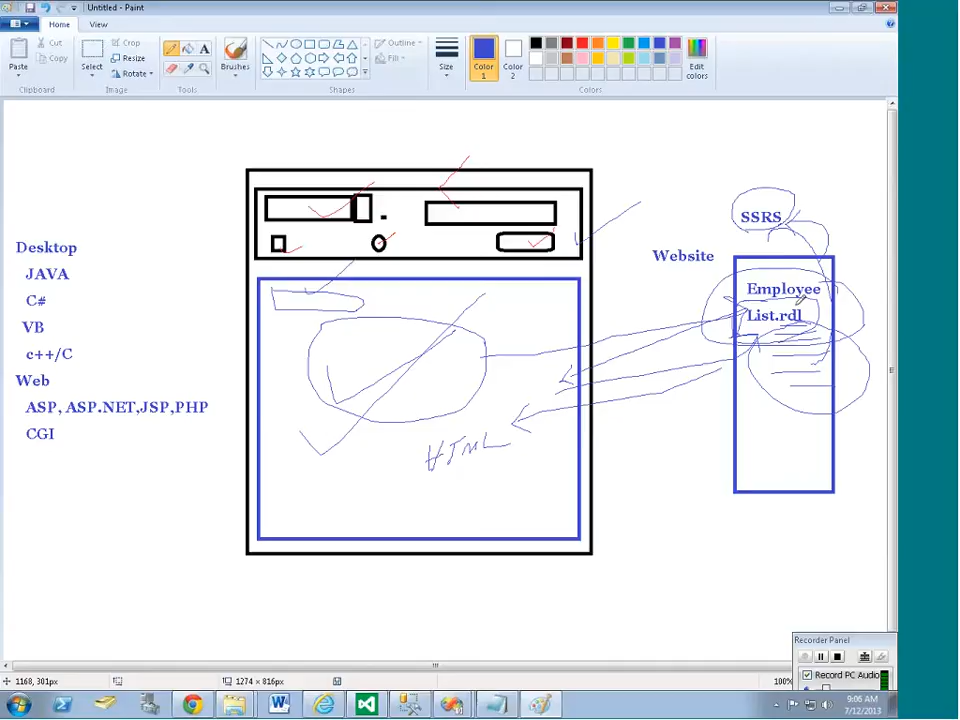 Untitled - Paint
Home
View
Paste
Cut
Copy
Clipboard
Select
Crop
Resize
Rotate
Image
Tools
Brushes
Shapes
Outline
Fill
Size
Color 1
Color 2
Edit colors
Colors
SSRS
Desktop
Website
JAVA
Employee
C#
List.rdl
VB
c++/C
Web
ASP, ASP.NET,JSP,PHP
CGI
HTML
Recorder Panel
Record PC Audio
1168, 301px
1274 × 816px
100%
9:06 AM
7/12/2013